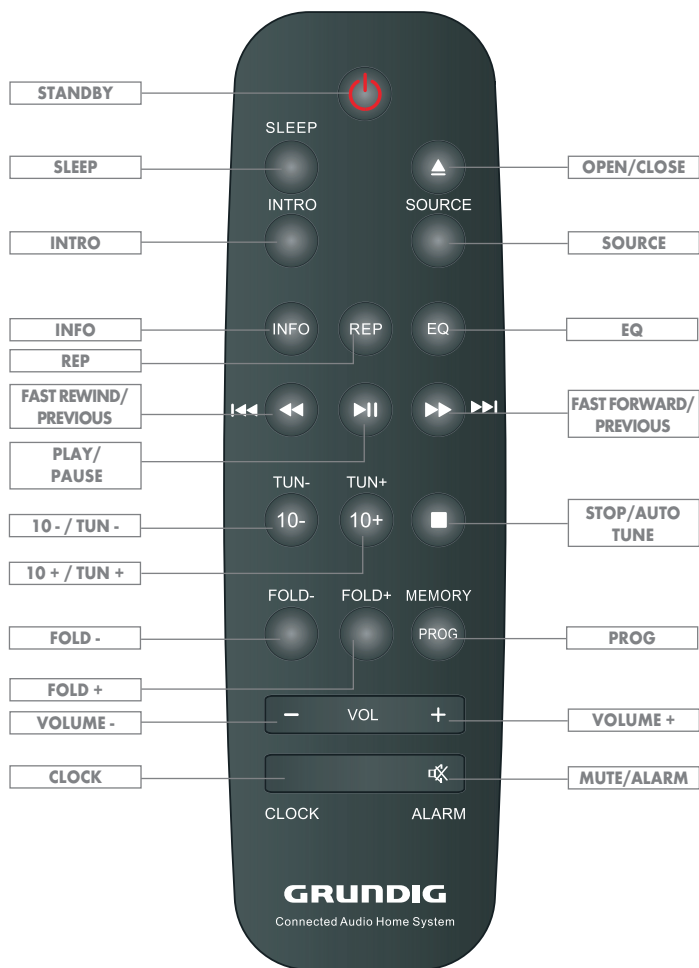 STANDBY
SLEEP
SLEEP
OPEN/CLOSE
INTRO
SOURCE
INTRO
SOURCE
INFO
INFO
REP
EQ
EQ
REP
FAST REWIND/
PREVIOUS
FAST FORWARD/
PREVIOUS
PLAY/
PAUSE
TUN-
TUN+
10 - / TUN -
10-
10+
STOP/AUTO
TUNE
10 + / TUN +
FOLD-
FOLD+
MEMORY
FOLD -
PROG
PROG
FOLD +
VOLUME -
– VOL +
VOLUME +
CLOCK
MUTE/ALARM
CLOCK
ALARM
GRUNDIG
Connected Audio Home System